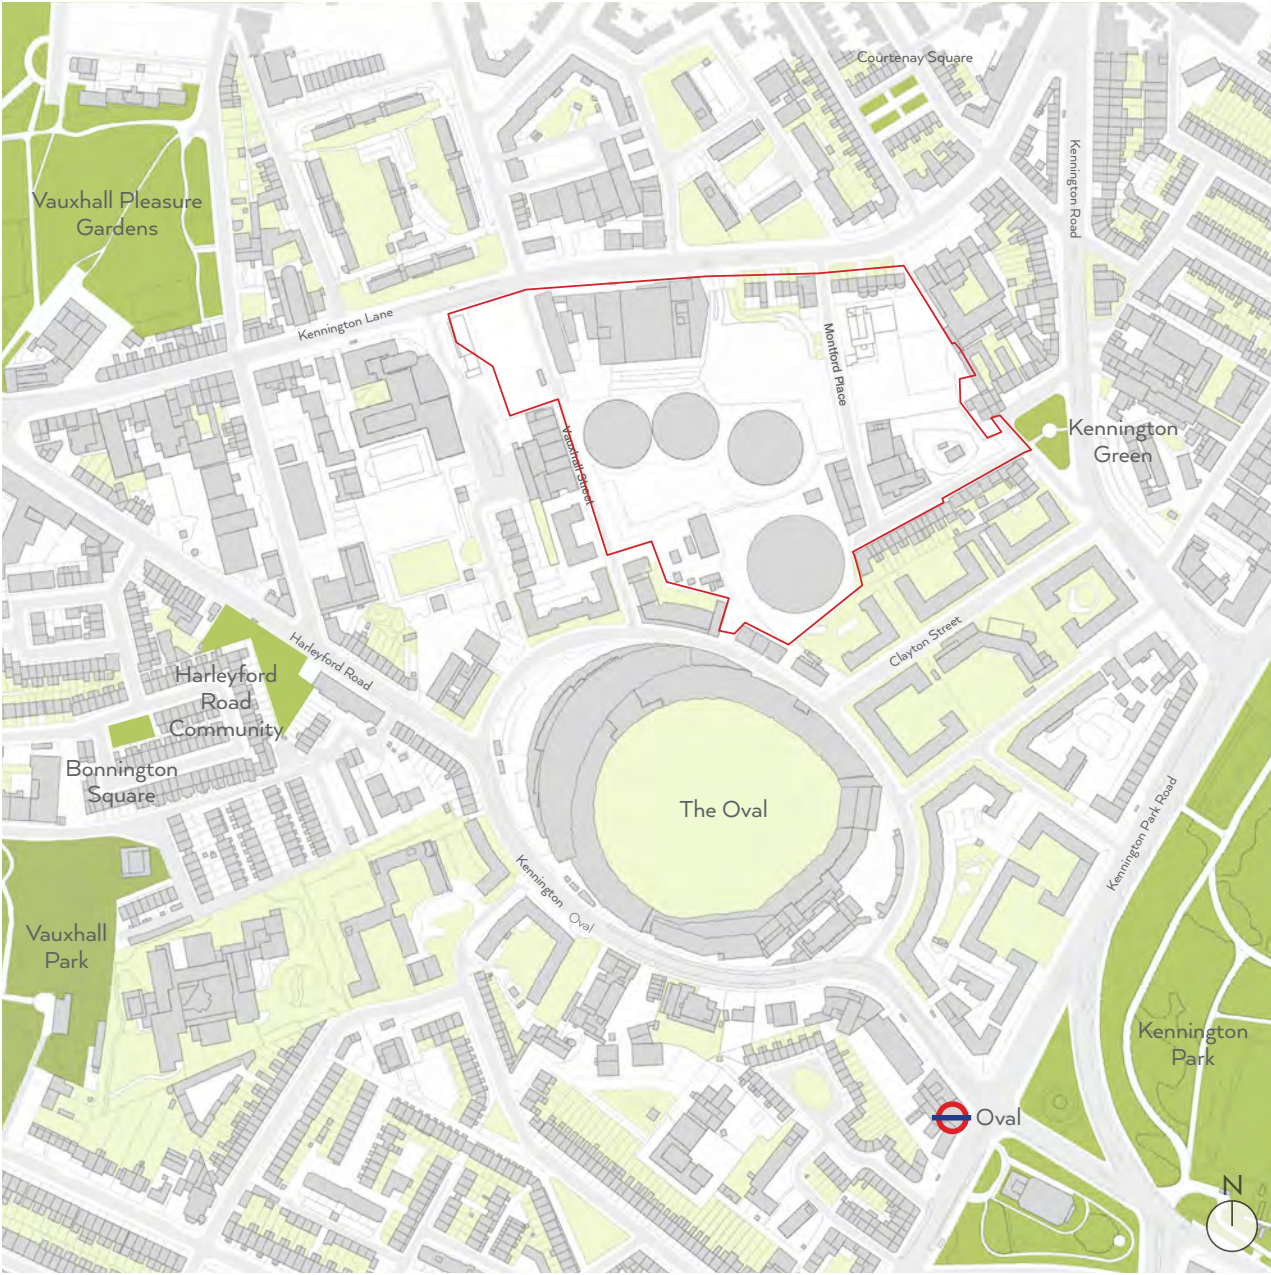 Courtenay Square
Kennington Road
Vauxhall Pleasure
Gardens
Kennington Lane
Montford Place
Kennington
Green
Vauxhall Street
Clayton Street
Harleyford Road
Harleyford
Road
Community
Bonnington
Square
The Oval
Kennington Park Road
Kennington Oval
Vauxhall
Park
Kennington
Park
Oval
N